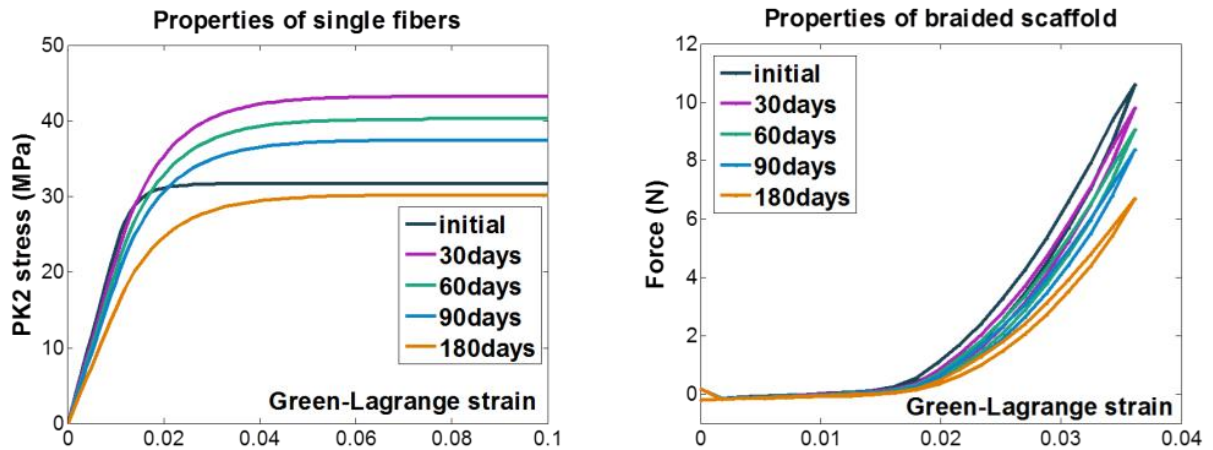 Properties of single fibers
PK2 stress (MPa)
50
40
30
20
10
0
initial
30days
60days
90days
180days
Green-Lagrange strain
0 0.02 0.04 0.06 0.08 0.1
Properties of braided scaffold
Force (N)
12
10
8
6
4
2
0
initial
30days
60days
90days
180days
Green-Lagrange strain
0 0.01 0.02 0.03 0.04